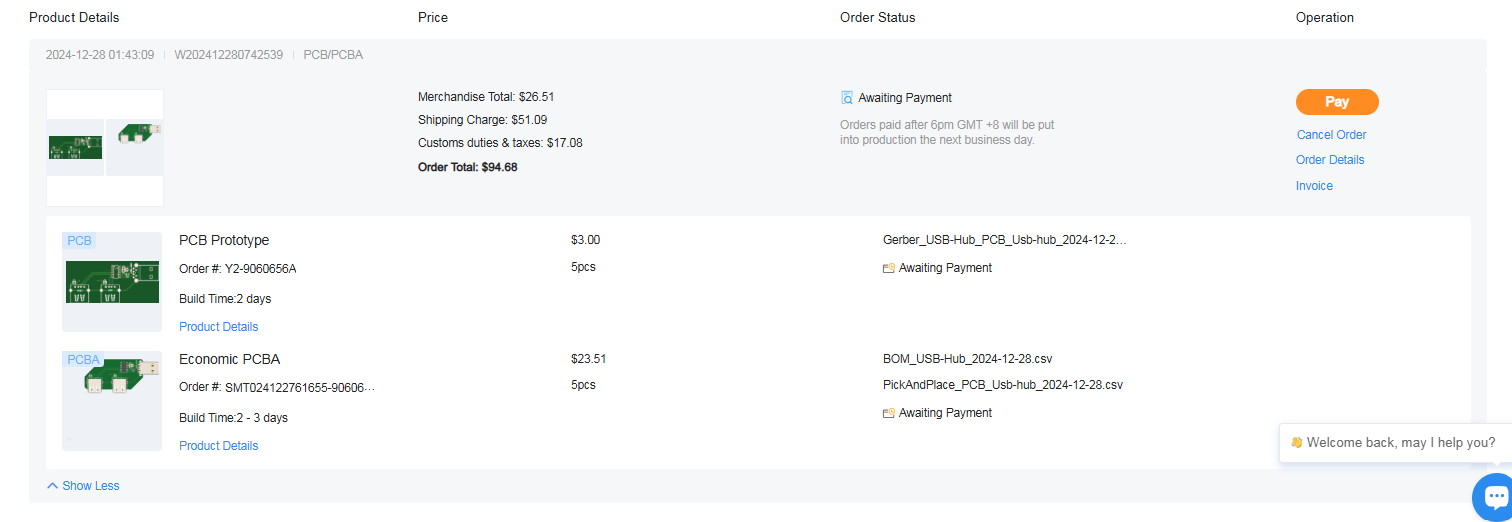 Product Details Price Order Status Operation
2024-12-28 01:43:09 W202412280742539 PCB/PCBA
Merchandise Total: $26.51
Shipping Charge: $51.09
Customs duties & taxes: $17.08
Order Total: $94.68
Awaiting Payment
Orders paid after 6pm GMT +8 will be put
into production the next business day.
Pay
Cancel Order
Order Details
Invoice
PCB
PCB Prototype $3.00 Gerber_USB-Hub_PCB_Usb-hub_2024-12-2...
Order #: Y2-9060656A 5pcs Awaiting Payment
Build Time:2 days
Product Details
PCBA
Economic PCBA $23.51 BOM_USB-Hub_2024-12-28.csv
Order #: SMT024122761655-90606... 5pcs PickAndPlace_PCB_Usb-hub_2024-12-28.csv
Build Time:2 - 3 days Awaiting Payment
Product Details
Welcome back, may I help you?
Show Less